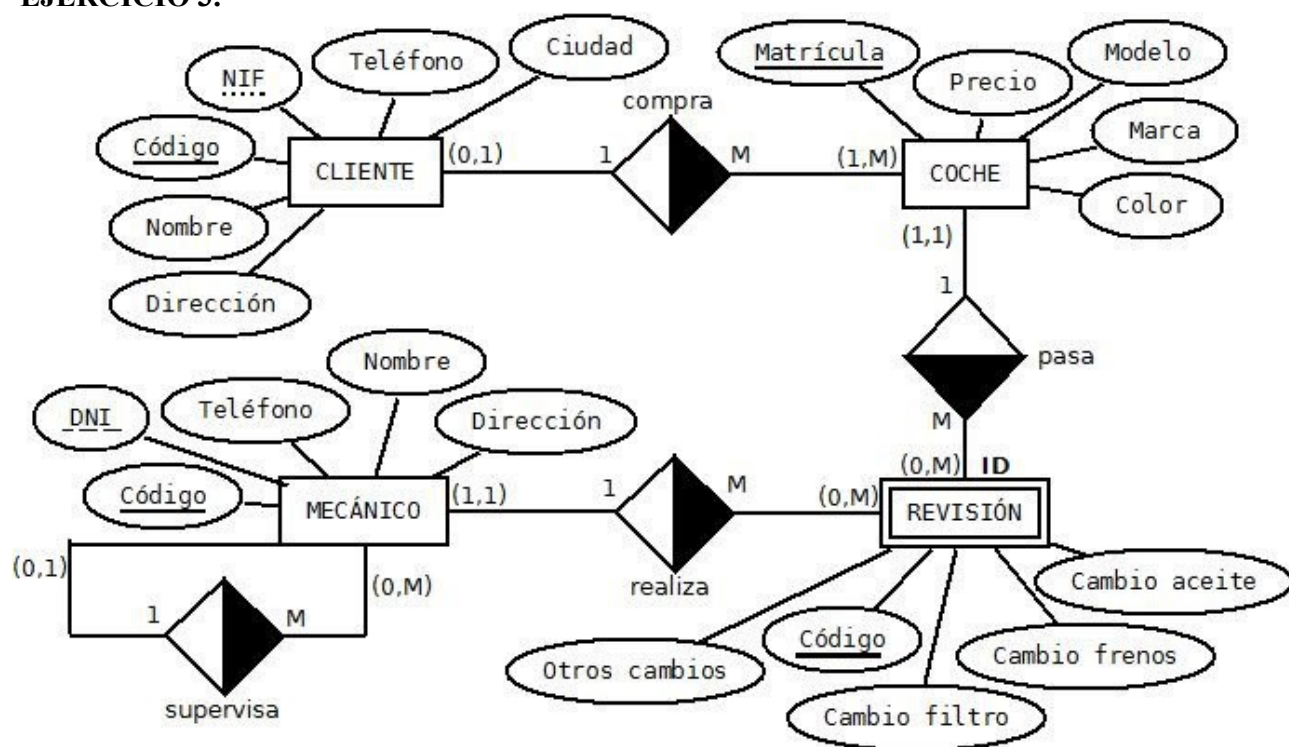 EJERCICIO 3:
NIF
Teléfono
Ciudad
Código
CLIENTE
Nombre
Dirección
(0,1)
1
compra
M
(1,M)
Matrícula
Precio
Modelo
Marca
COCHE
Color
(1,1)
1
pasa
M
(0,M) ID
DNI
Teléfono
Nombre
Dirección
Código
MECÁNICO
(1,1)
1
realiza
M
(0,M)
REVISIÓN
(0,1)
1
supervisa
M
(0,M)
Otros cambios
Código
Cambio filtro
Cambio frenos
Cambio aceite